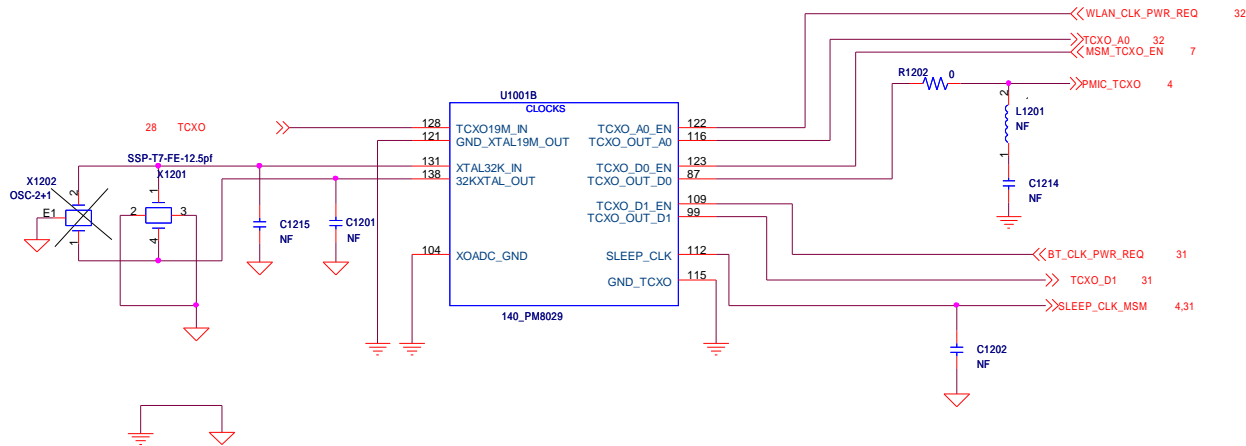 WLAN_CLK_PWR_REQ 32
TCXO_A0 32
MSM_TCXO_EN 7
R1202 0
PMIC_TCXO 4
U1001B
CLOCKS
2
L1201
NF
1
28 TCXO
128 TCXO19M_IN TCXO_A0_EN 122
121 GND_XTAL19M_OUT TCXO_OUT_A0 116
SSP-T7-FE-12.5pf
131 XTAL32K_IN TCXO_D0_EN 123
X1202
X1201
138 32KXTAL_OUT TCXO_OUT_D0 87
OSC-2+1
2
1
C1214
NF
E1
2 3
109 TCXO_D1_EN
99 TCXO_OUT_D1
C1215
NF
C1201
NF
1
4
104 XOADC_GND SLEEP_CLK 112
BT_CLK_PWR_REQ 31
GND_TCXO 115
TCXO_D1 31
SLEEP_CLK_MSM 4,31
140_PM8029
C1202
NF